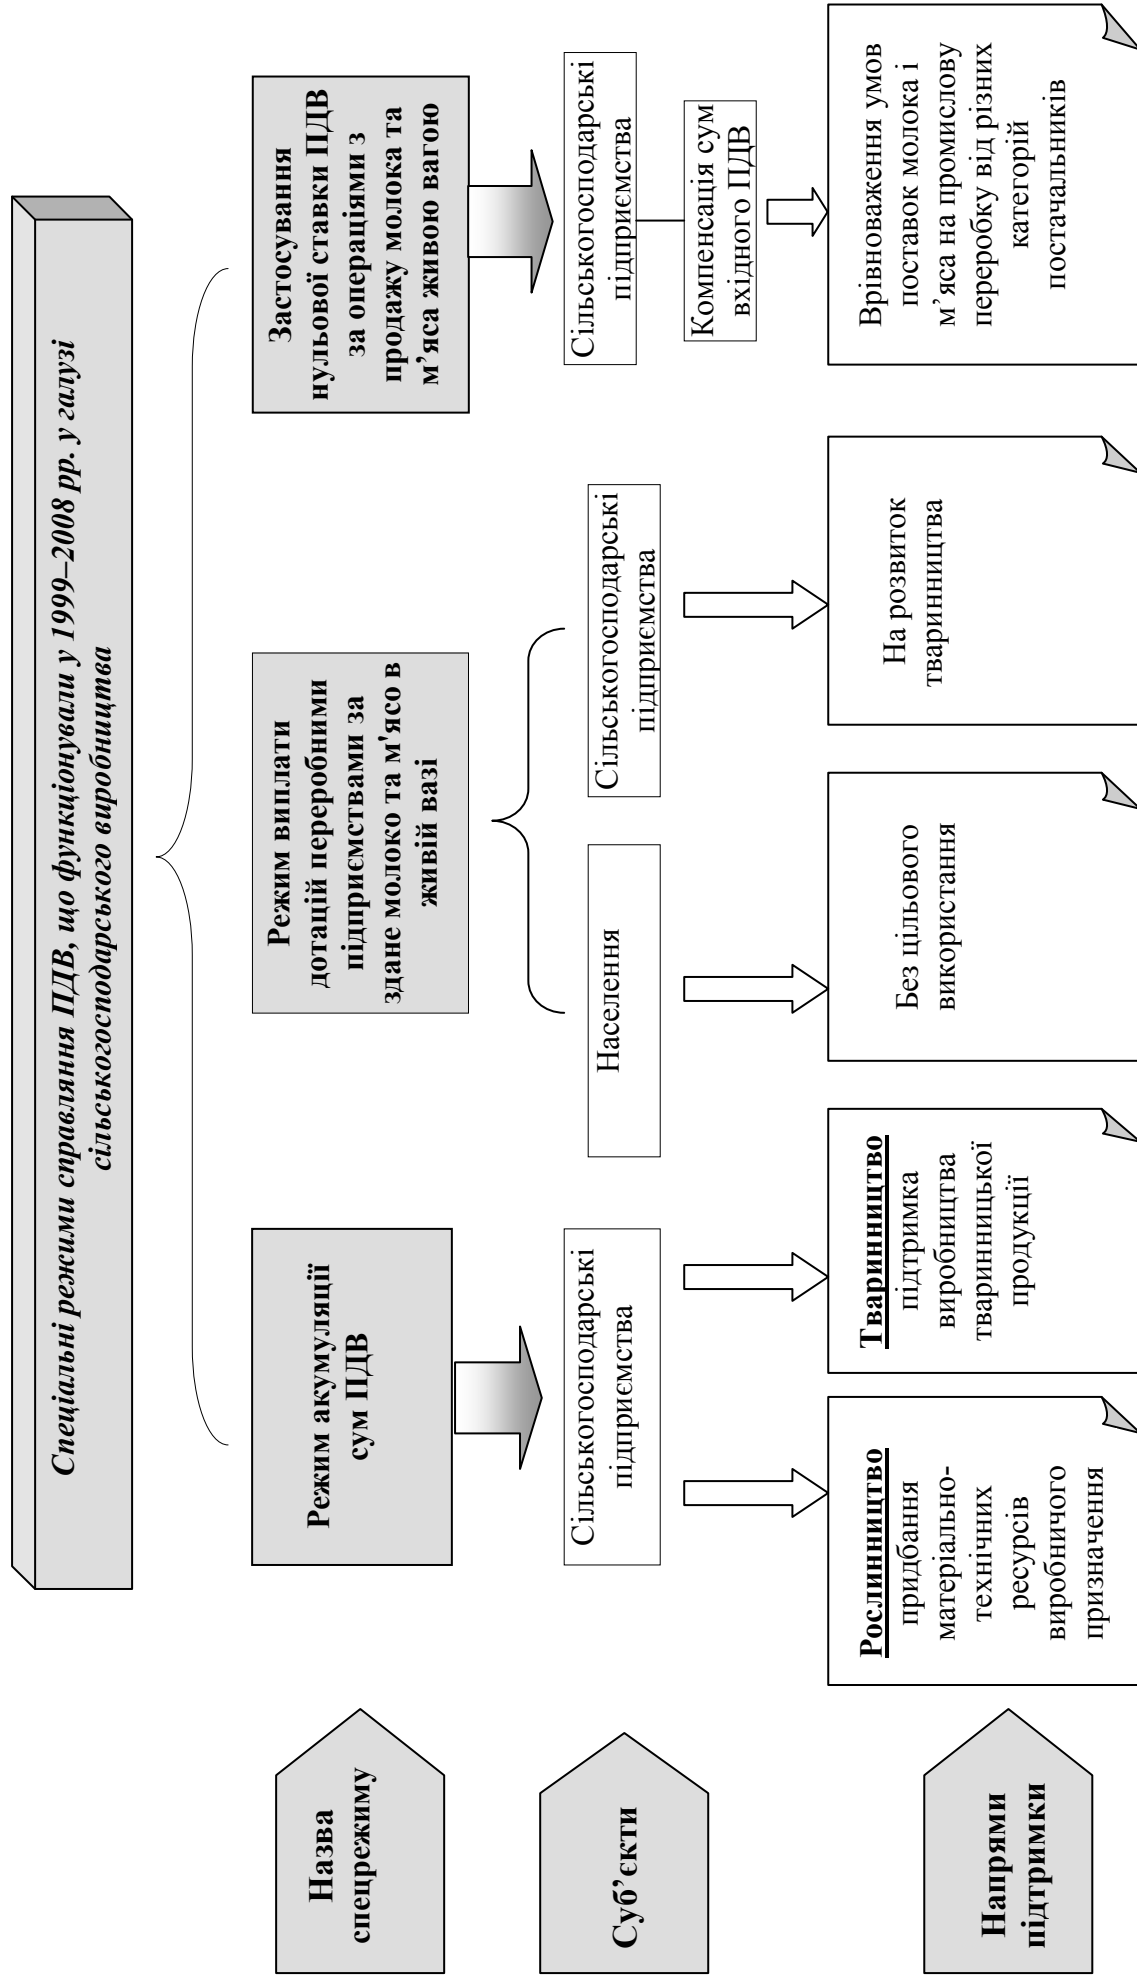 Спеціальні режими справляння ПДВ, що функціонували у 1999–2008 рр. у галузі
сільськогосподарського виробництва
Назва
спецрежиму
Режим акумуляції
сум ПДВ
Режим виплати
дотацій переробними
підприємствами за
здане молоко та м'ясо в
живій вазі
Застосування
нульової ставки ПДВ
за операціями з
продажу молока та
м’яса живою вагою
Суб’єкти
Сільськогосподарські
підприємства
Населення
Сільськогосподарські
підприємства
Сільськогосподарські
підприємства
Компенсація сум
вхідного ПДВ
Напрями
підтримки
Рослинництво
придбання
матеріально-
технічних
ресурсів
виробничого
призначення
Тваринництво
підтримка
виробництва
тваринницької
продукції
Без цільового
використання
На розвиток
тваринництва
Врівноваження умов
поставок молока і
м’яса на промислову
переробку від різних
категорій
постачальників